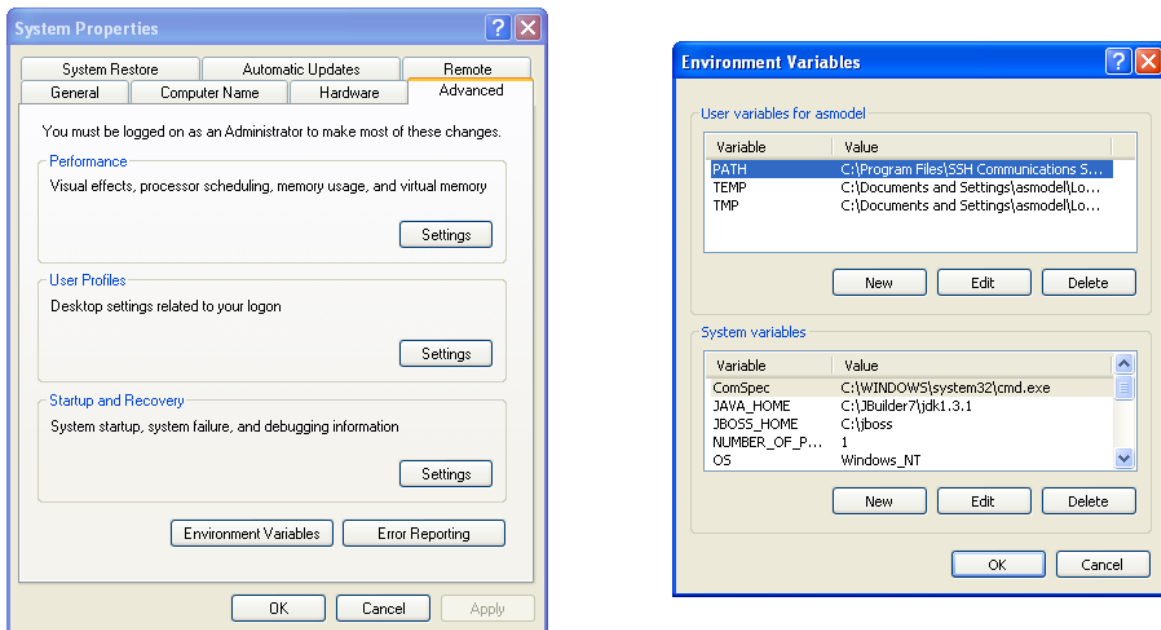 System Properties
System Restore Automatic Updates Remote
General Computer Name Hardware Advanced
You must be logged on as an Administrator to make most of these changes.
Performance
Visual effects, processor scheduling, memory usage, and virtual memory
Settings
User Profiles
Desktop settings related to your logon
Settings
Startup and Recovery
System startup, system failure, and debugging information
Settings
Environment Variables Error Reporting
OK Cancel Apply
Environment Variables
User variables for asmodel
Variable Value
PATH C:\Program Files\SSH Communications S...
TEMP C:\Documents and Settings\asmodel\Lo...
TMP C:\Documents and Settings\asmodel\Lo...
New Edit Delete
System variables
Variable Value
ComSpec C:\WINDOWS\system32\cmd.exe
JAVA_HOME C:\JBuilder7\jdk1.3.1
JBOSS_HOME C:\jboss
NUMBER_OF_P... 1
OS Windows_NT
New Edit Delete
OK Cancel